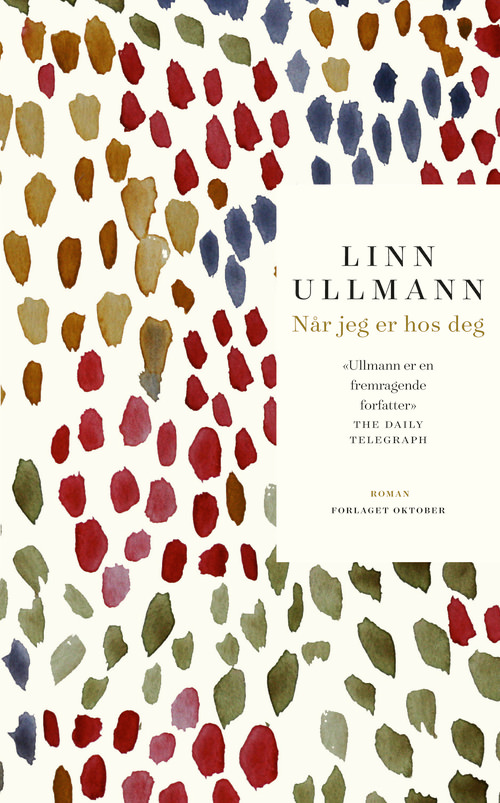 LINN
ULLMANN
Når jeg er hos deg
«Ullmann er en
fremragende
forfatter»
THE DAILY
TELEGRAPH
ROMAN
FORLAGET OKTOBER